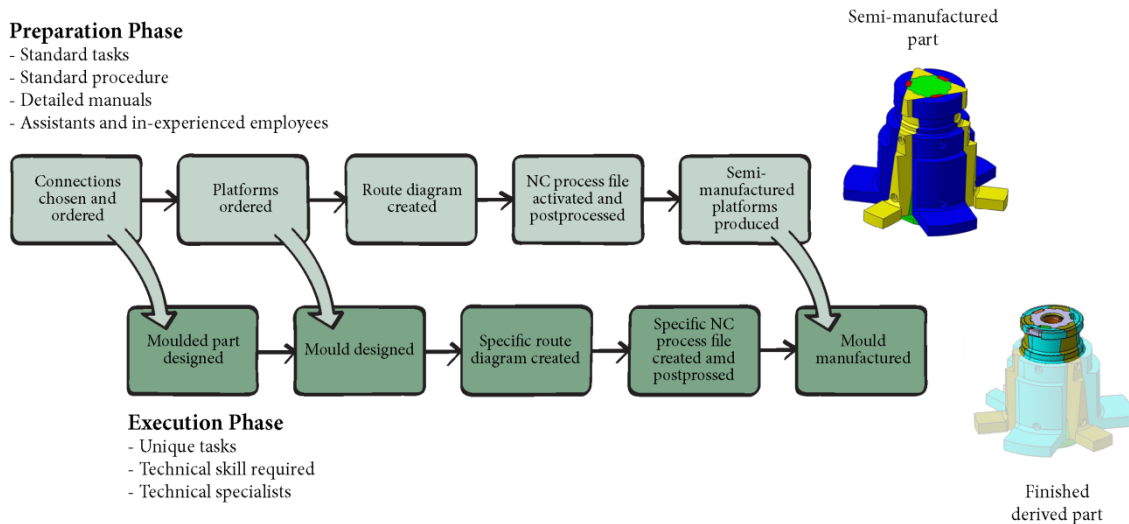 Preparation Phase
- Standard tasks
- Standard procedure
- Detailed manuals
- Assistants and in-experienced employees
Semi-manufactured
part
Connections
chosen and
ordered
Platforms
ordered
Route diagram
created
NC process file
activated and
postprocessed
Semi-
manufactured
platforms
produced
Moulded part
designed
Mould designed
Specific route
diagram created
Specific NC
process file
created amd
postprossed
Mould
manufactured
Execution Phase
- Unique tasks
- Technical skill required
- Technical specialists
Finished
derived part